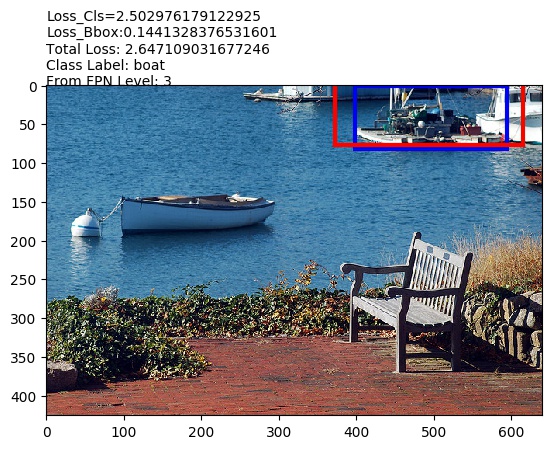 Loss_Cls=2.502976179122925
Loss_Bbox:0.1441328376531601
Total Loss: 2.647109031677246
Class Label: boat
From FPN Level: 3
0
50
100
150
200
250
300
350
400
0 100 200 300 400 500 600